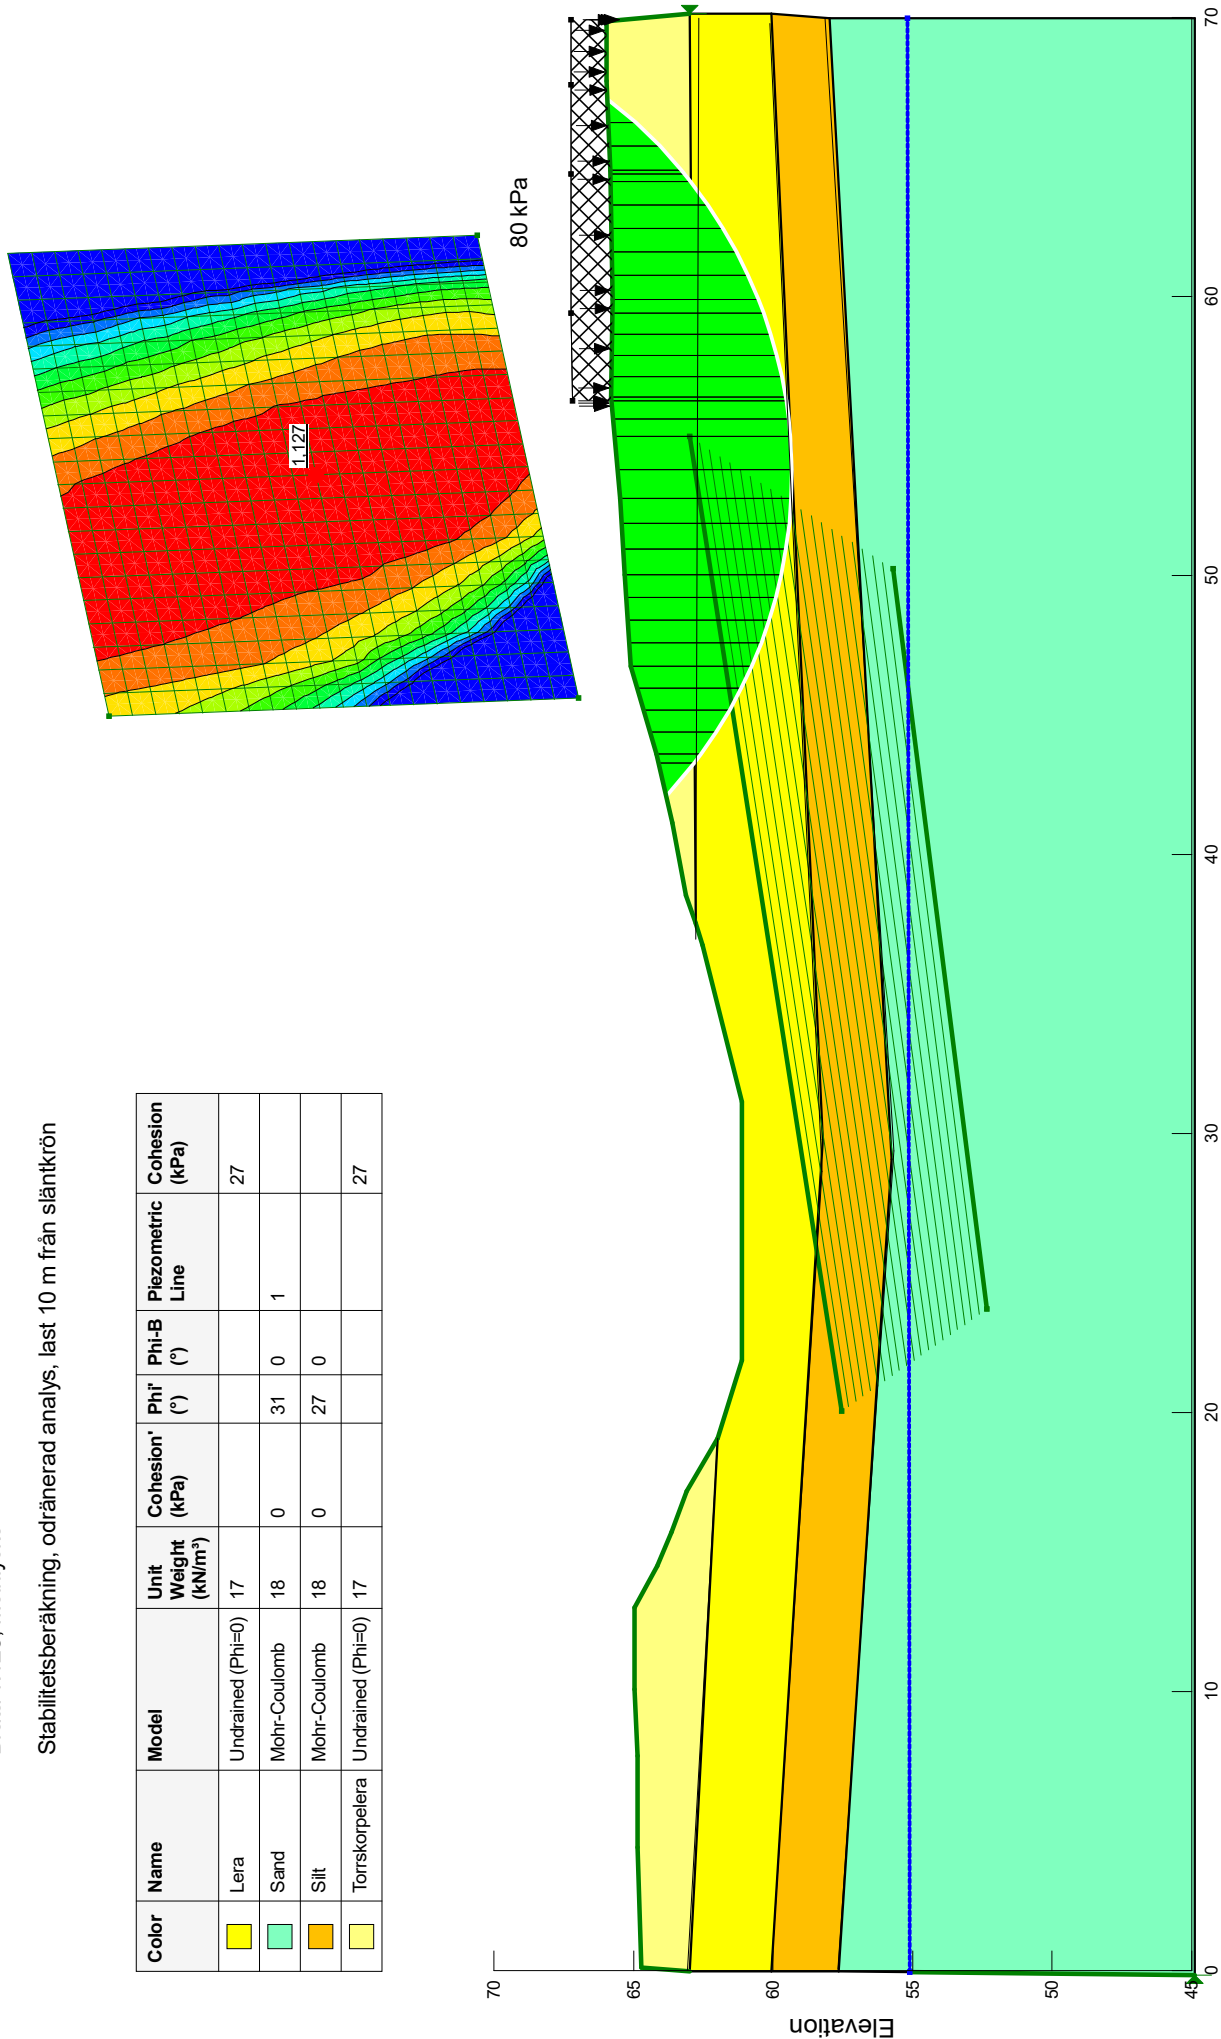 Stabilitetsberäkning, odränerad analys, last 10 m från släntkrön
Color Name Model Unit Weight (kN/m³) Cohesion' (kPa) Phi' (°) Phi-B (°) Piezometric Line Cohesion (kPa)
Lera Undrained (Phi=0) 17 27
Sand Mohr-Coulomb 18 0 31 0 1
Silt Mohr-Coulomb 18 0 27 0
Torrskorpelera Undrained (Phi=0) 17 27
1,127
80 kPa
Elevation
70
65
60
55
50
45
0 10 20 30 40 50 60 70